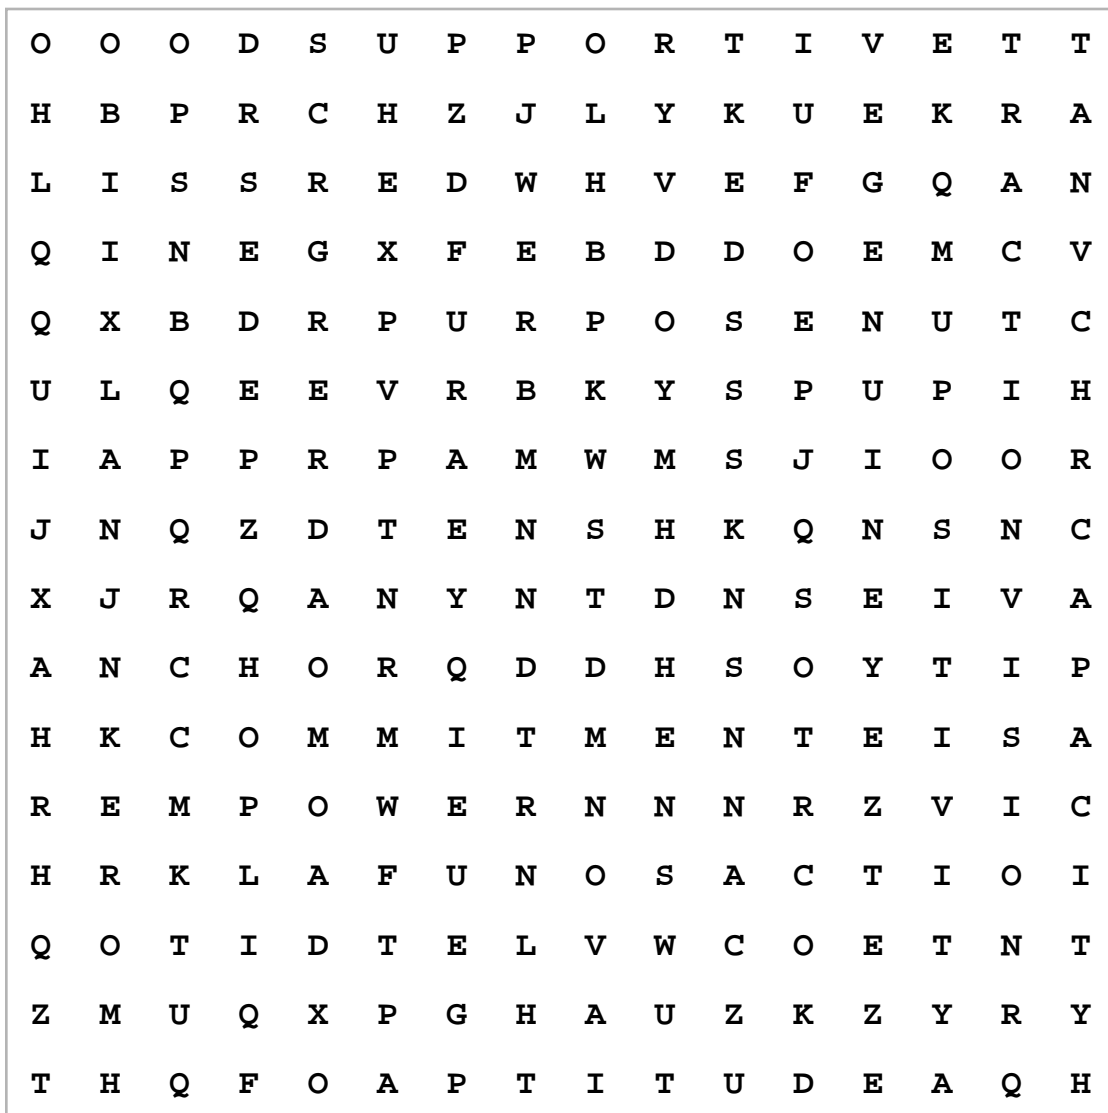 O O O D S U P P O R T I V E T T
H B P R C H Z J L Y K U E K R A
L I S S R E D W H V E F G Q A N
Q I N E G X F E B D D O E M C V
Q X B D R P U R P O S E N U T C
U L Q E E V R B K Y S P U P I H
I A P P R P A M W M S J I O O R
J N Q Z D T E N S H K Q N S N C
X J R Q A N Y N T D N S E I V A
A N C H O R Q D D H S O Y T I P
H K C O M M I T M E N T E I S A
R E M P O W E R N N N R Z V I C
H R K L A F U N O S A C T I O I
Q O T I D T E L V W C O E T N T
Z M U Q X P G H A U Z K Z Y R Y
T H Q F O A P T I T U D E A Q H